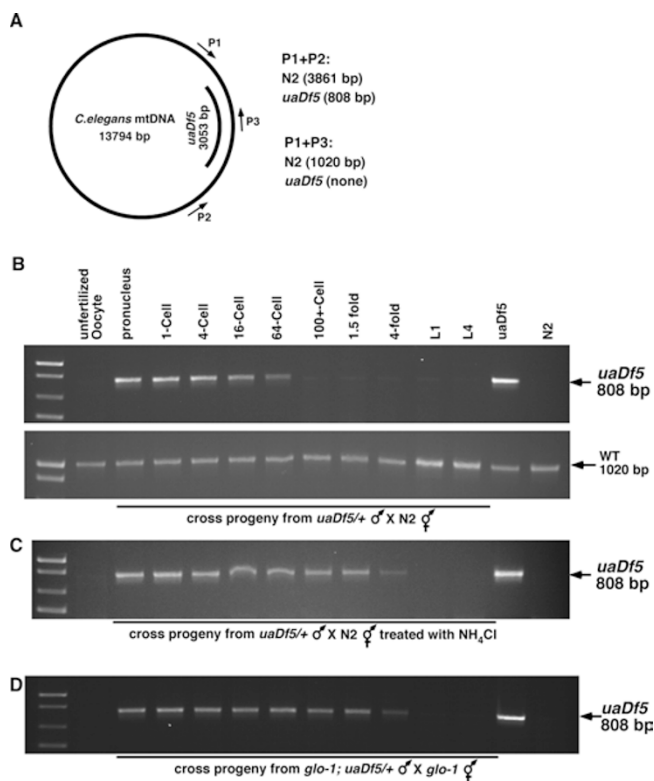 A
P1
C.elegans mtDNA
13794 bp
uaDf5
3053 bp
P3
P2
P1+P2:
N2 (3861 bp)
uaDf5 (808 bp)
P1+P3:
N2 (1020 bp)
uaDf5 (none)
B
unfertilized Oocyte
pronucleus
1-Cell
4-Cell
16-Cell
64-Cell
100+-Cell
1.5 fold
4-fold
L1
L4
uaDf5
N2
uaDf5
808 bp
WT
1020 bp
cross progeny from uaDf5/+ ♂ X N2 ⚥
C
uaDf5
808 bp
cross progeny from uaDf5/+ ♂ X N2 ⚥ treated with NH₄Cl
D
uaDf5
808 bp
cross progeny from glo-1; uaDf5/+ ♂ X glo-1 ⚥